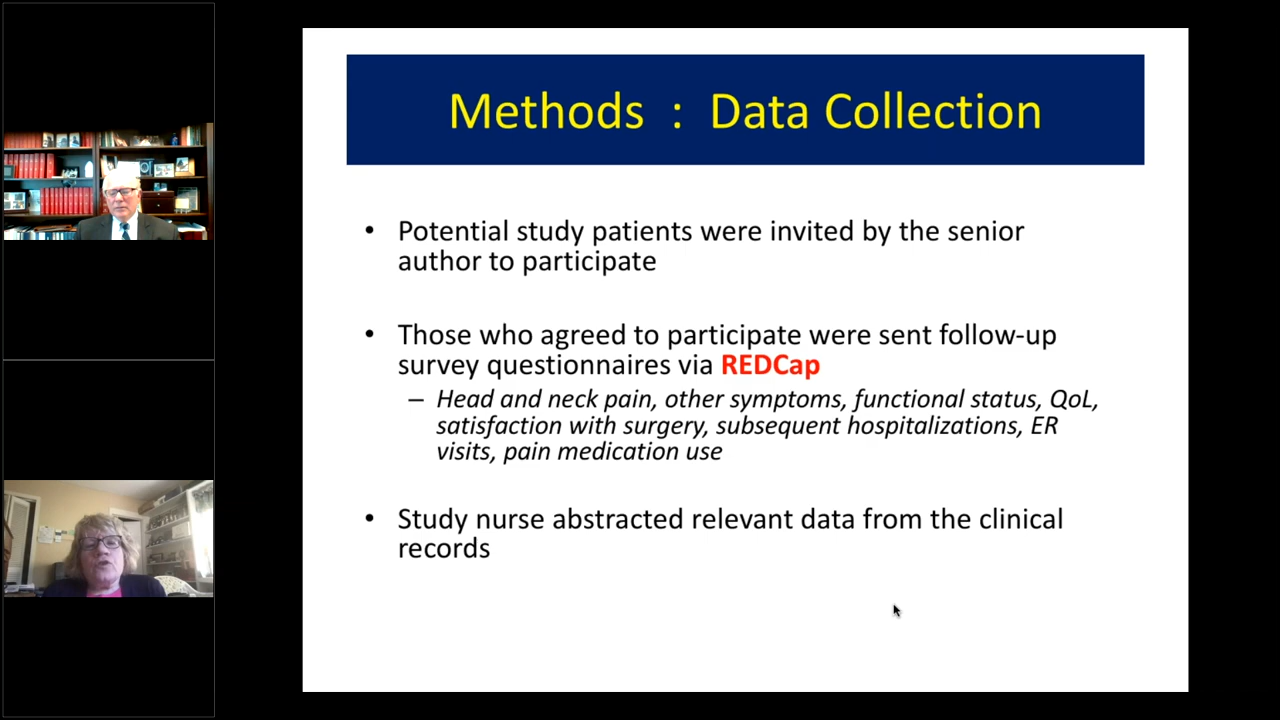 Methods : Data Collection
• Potential study patients were invited by the senior
author to participate
• Those who agreed to participate were sent follow-up
survey questionnaires via REDCap
– Head and neck pain, other symptoms, functional status, QoL,
satisfaction with surgery, subsequent hospitalizations, ER
visits, pain medication use
• Study nurse abstracted relevant data from the clinical
records